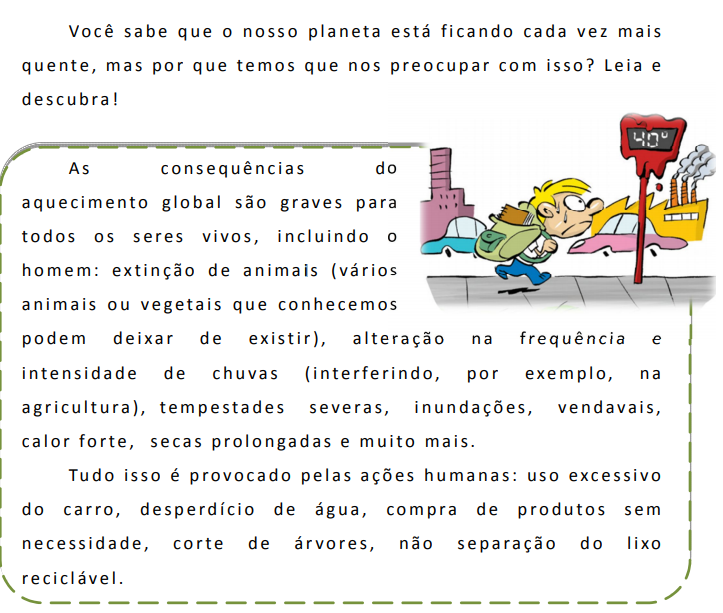 Você sabe que o nosso planeta está ficando cada vez mais
quente, mas por que temos que nos preocupar com isso? Leia e
descubra!
40°
As consequências do
aquecimento global são graves para
todos os seres vivos, incluindo o
homem: extinção de animais (vários
animais ou vegetais que conhecemos
podem deixar de existir), alteração na frequência e
intensidade de chuvas (interferindo, por exemplo, na
agricultura), tempestades severas, inundações, vendavais,
calor forte, secas prolongadas e muito mais.
Tudo isso é provocado pelas ações humanas: uso excessivo
do carro, desperdício de água, compra de produtos sem
necessidade, corte de árvores, não separação do lixo
reciclável.